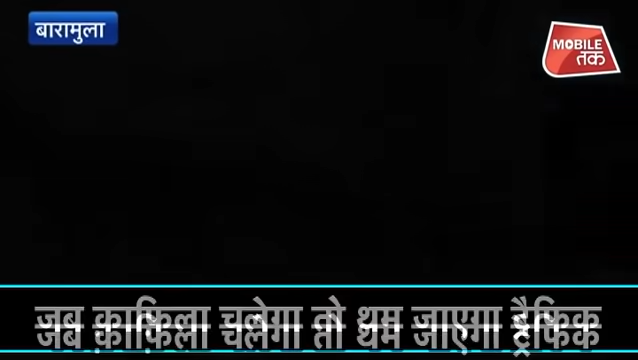 बारामुला
MOBILE
तक
जब क़ाफ़िला चलेगा तो थम जाएगा ट्रैफिक